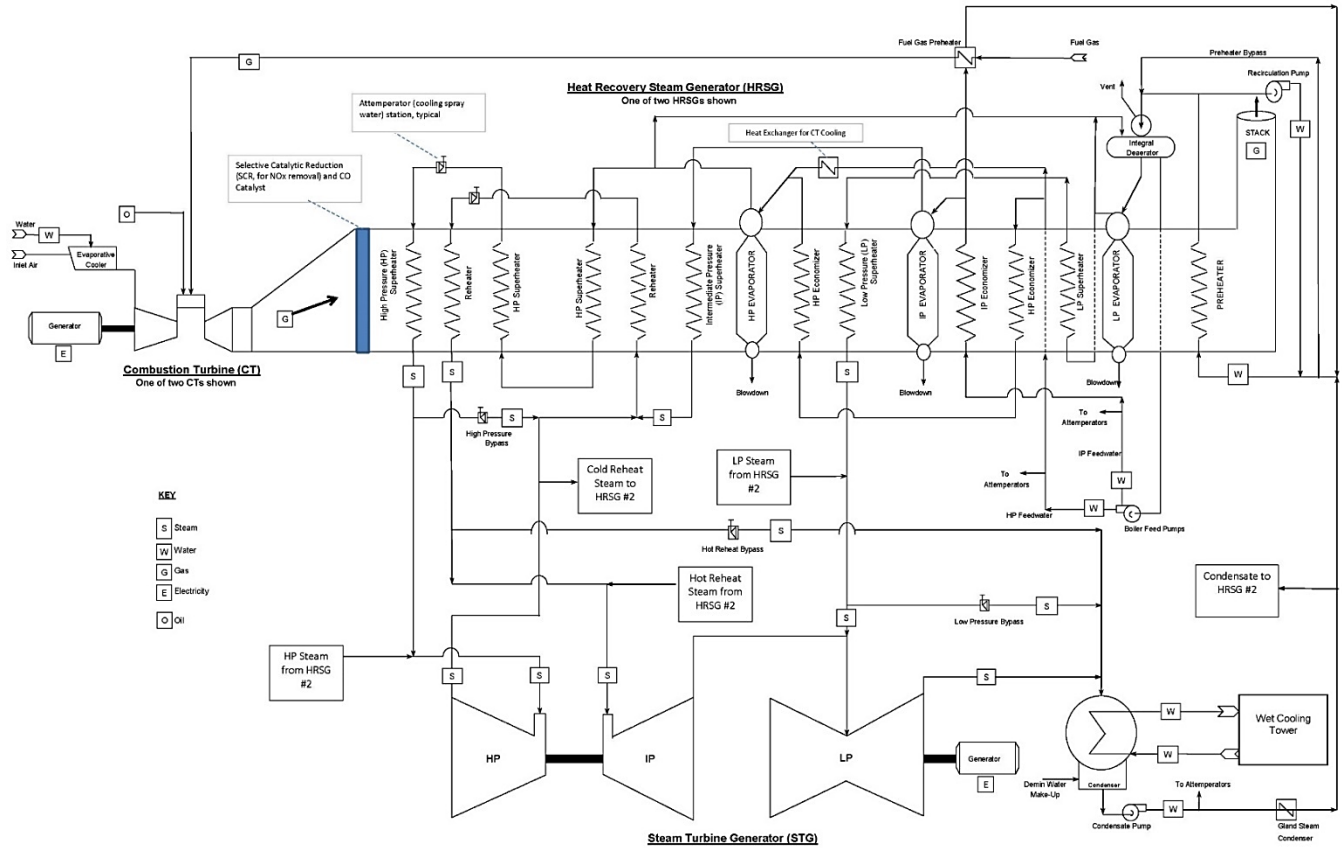 Fuel Gas Preheater
Fuel Gas
Preheater Bypass
Recirculation Pump
G
Heat Recovery Steam Generator (HRSG)
One of two HRSGs shown
Vent
Attemperator (cooling spray
water) station, typical
Heat Exchanger for CT Cooling
STACK
G
W
Integral
Deaerator
Selective Catalytic Reduction
(SCR, for NOx removal) and CO
Catalyst
O
Water
W
Inlet Air
Evaporative
Cooler
High Pressure (HP)
Superheater
Reheater
HP Superheater
HP Superheater
Reheater
Intermediate Pressure
(IP) Superheater
HP EVAPORATOR
HP Economizer
Low Pressure (LP)
Superheater
IP EVAPORATOR
IP Economizer
HP Economizer
LP Superheater
LP EVAPORATOR
PREHEATER
G
Generator
E
Combustion Turbine (CT)
One of two CTs shown
S
S
S
W
Blowdown
Blowdown
Blowdown
S
S
High Pressure
Bypass
To
Attemperators
IP Feedwater
Cold Reheat
Steam to
HRSG #2
LP Steam
from HRSG
#2
To
Attemperators
W
W
HP Feedwater
Boiler Feed Pumps
KEY
S
Steam
W
Water
G
Gas
E
Electricity
O
Oil
S
Hot Reheat Bypass
Hot Reheat
Steam from
HRSG #2
Condensate to
HRSG #2
S
S
Low Pressure Bypass
HP Steam
from HRSG
#2
S
S
S
S
HP
IP
LP
Generator
E
W
W
Wet Cooling
Tower
Demin Water
Make-Up
Condenser
To Attemperators
W
Condensate Pump
Gland Steam
Condenser
Steam Turbine Generator (STG)